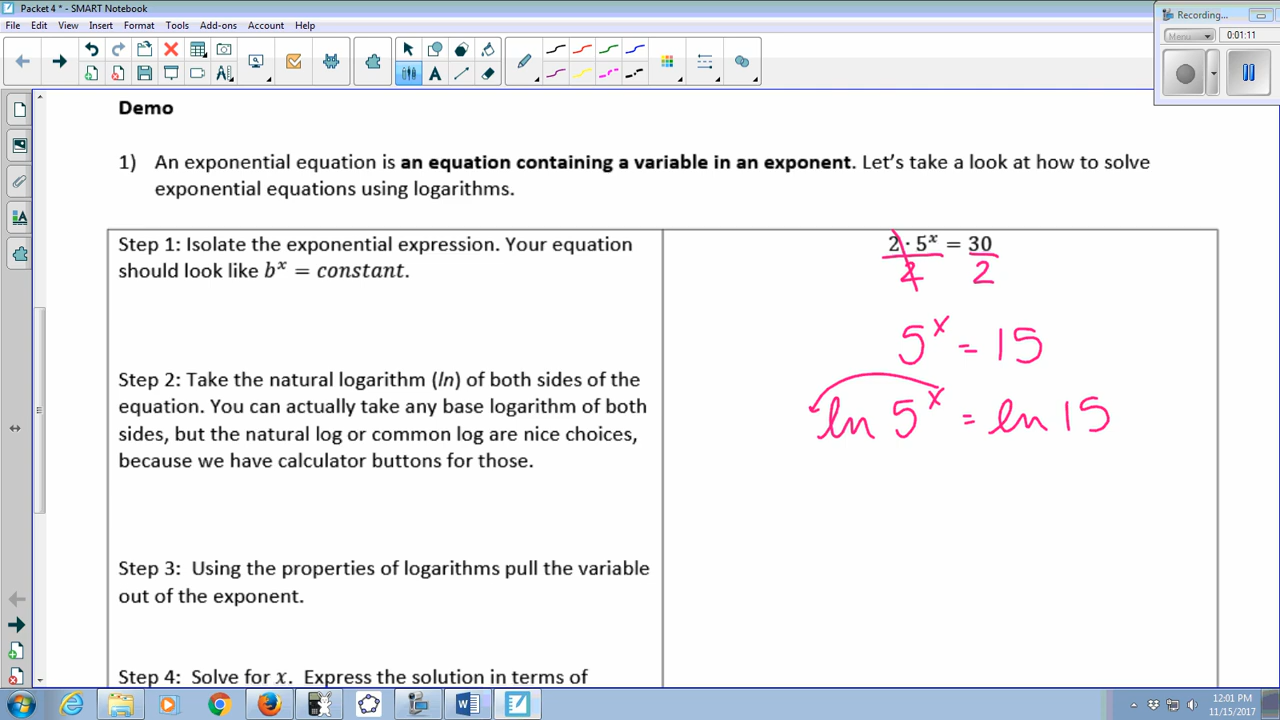 Packet 4 * - SMART Notebook
File Edit View Insert Format Tools Add-ons Account Help
Recording...
Menu
0:01:11
Demo
1) An exponential equation is an equation containing a variable in an exponent. Let's take a look at how to solve
exponential equations using logarithms.
Step 1: Isolate the exponential expression. Your equation
should look like bˣ = constant.
2 · 5ˣ = 30
2 2
5ˣ = 15
Step 2: Take the natural logarithm (ln) of both sides of the
equation. You can actually take any base logarithm of both
sides, but the natural log or common log are nice choices,
because we have calculator buttons for those.
ln 5ˣ = ln 15
Step 3: Using the properties of logarithms pull the variable
out of the exponent.
Step 4: Solve for x. Express the solution in terms of
12:01 PM
11/15/2017